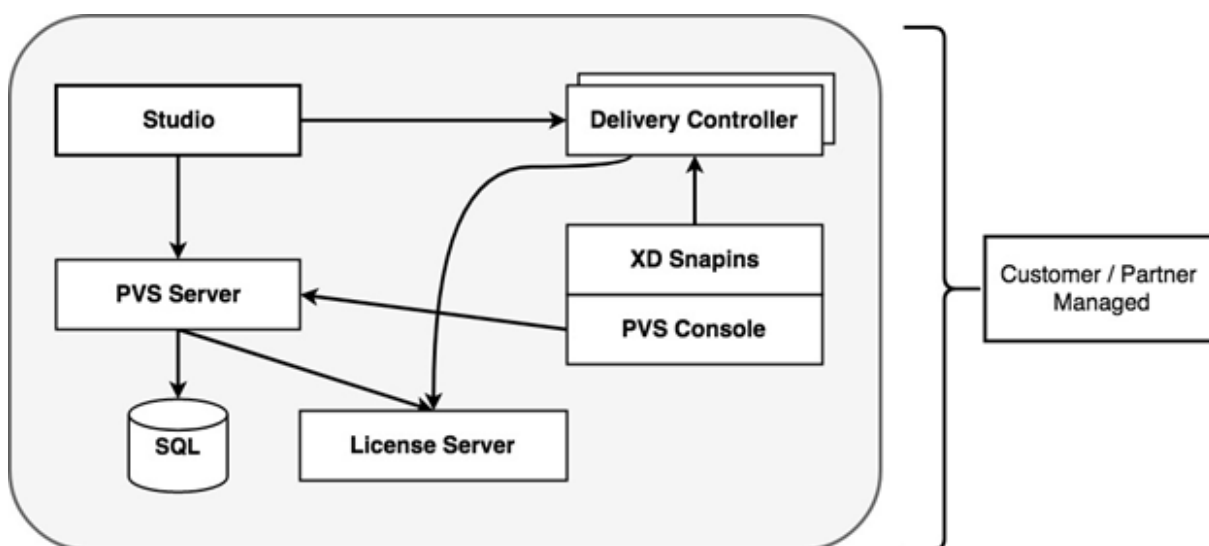 Studio
Delivery Controller
XD Snapins
PVS Server
PVS Console
SQL
License Server
Customer / Partner
Managed